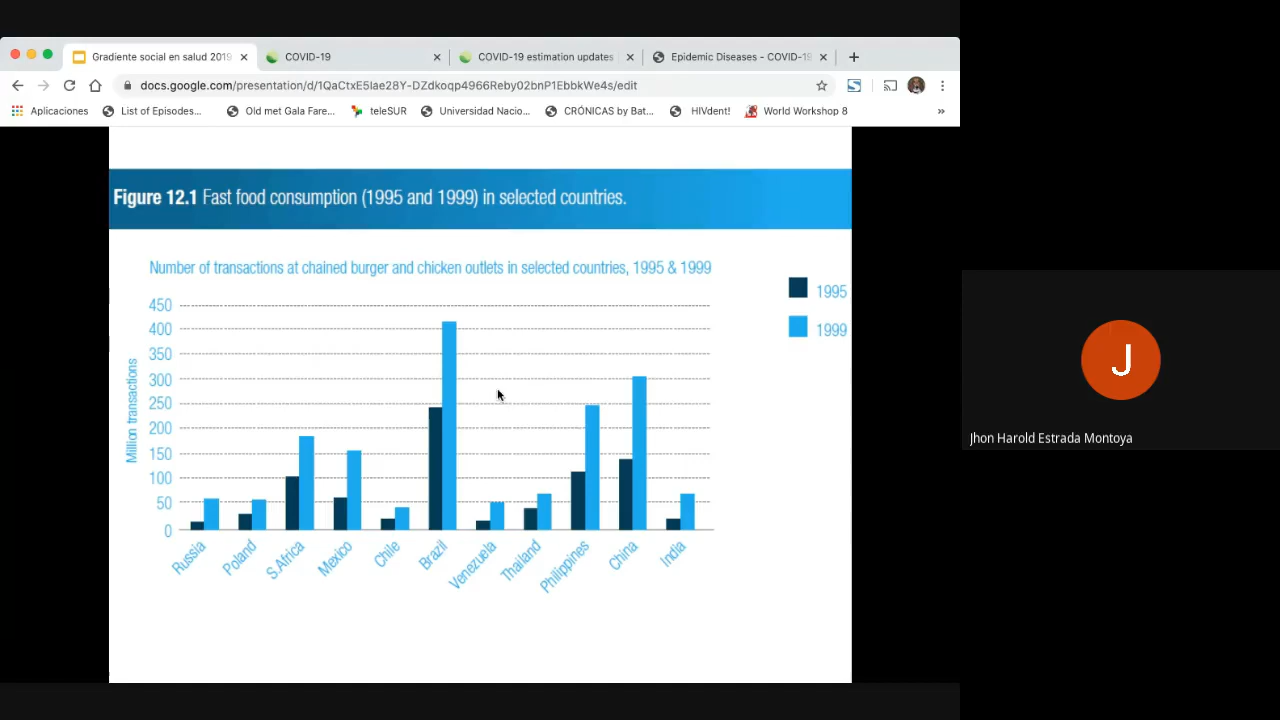 Gradiente social en salud 2019
COVID-19
COVID-19 estimation updates
Epidemic Diseases - COVID-19
docs.google.com/presentation/d/1QaCtxE5lae28Y-DZdkoqp4966Reby02bnP1EbbkWe4s/edit
Aplicaciones
List of Episodes...
Old met Gala Fare...
teleSUR
Universidad Nacio...
CRÓNICAS by Bat...
HIVdent!
World Workshop 8
»
Figure 12.1 Fast food consumption (1995 and 1999) in selected countries.
Number of transactions at chained burger and chicken outlets in selected countries, 1995 & 1999
1995
1999
Million transactions
450
400
350
300
250
200
150
100
50
0
Russia
Poland
S.Africa
Mexico
Chile
Brazil
Venezuela
Thailand
Philippines
China
India
J
Jhon Harold Estrada Montoya